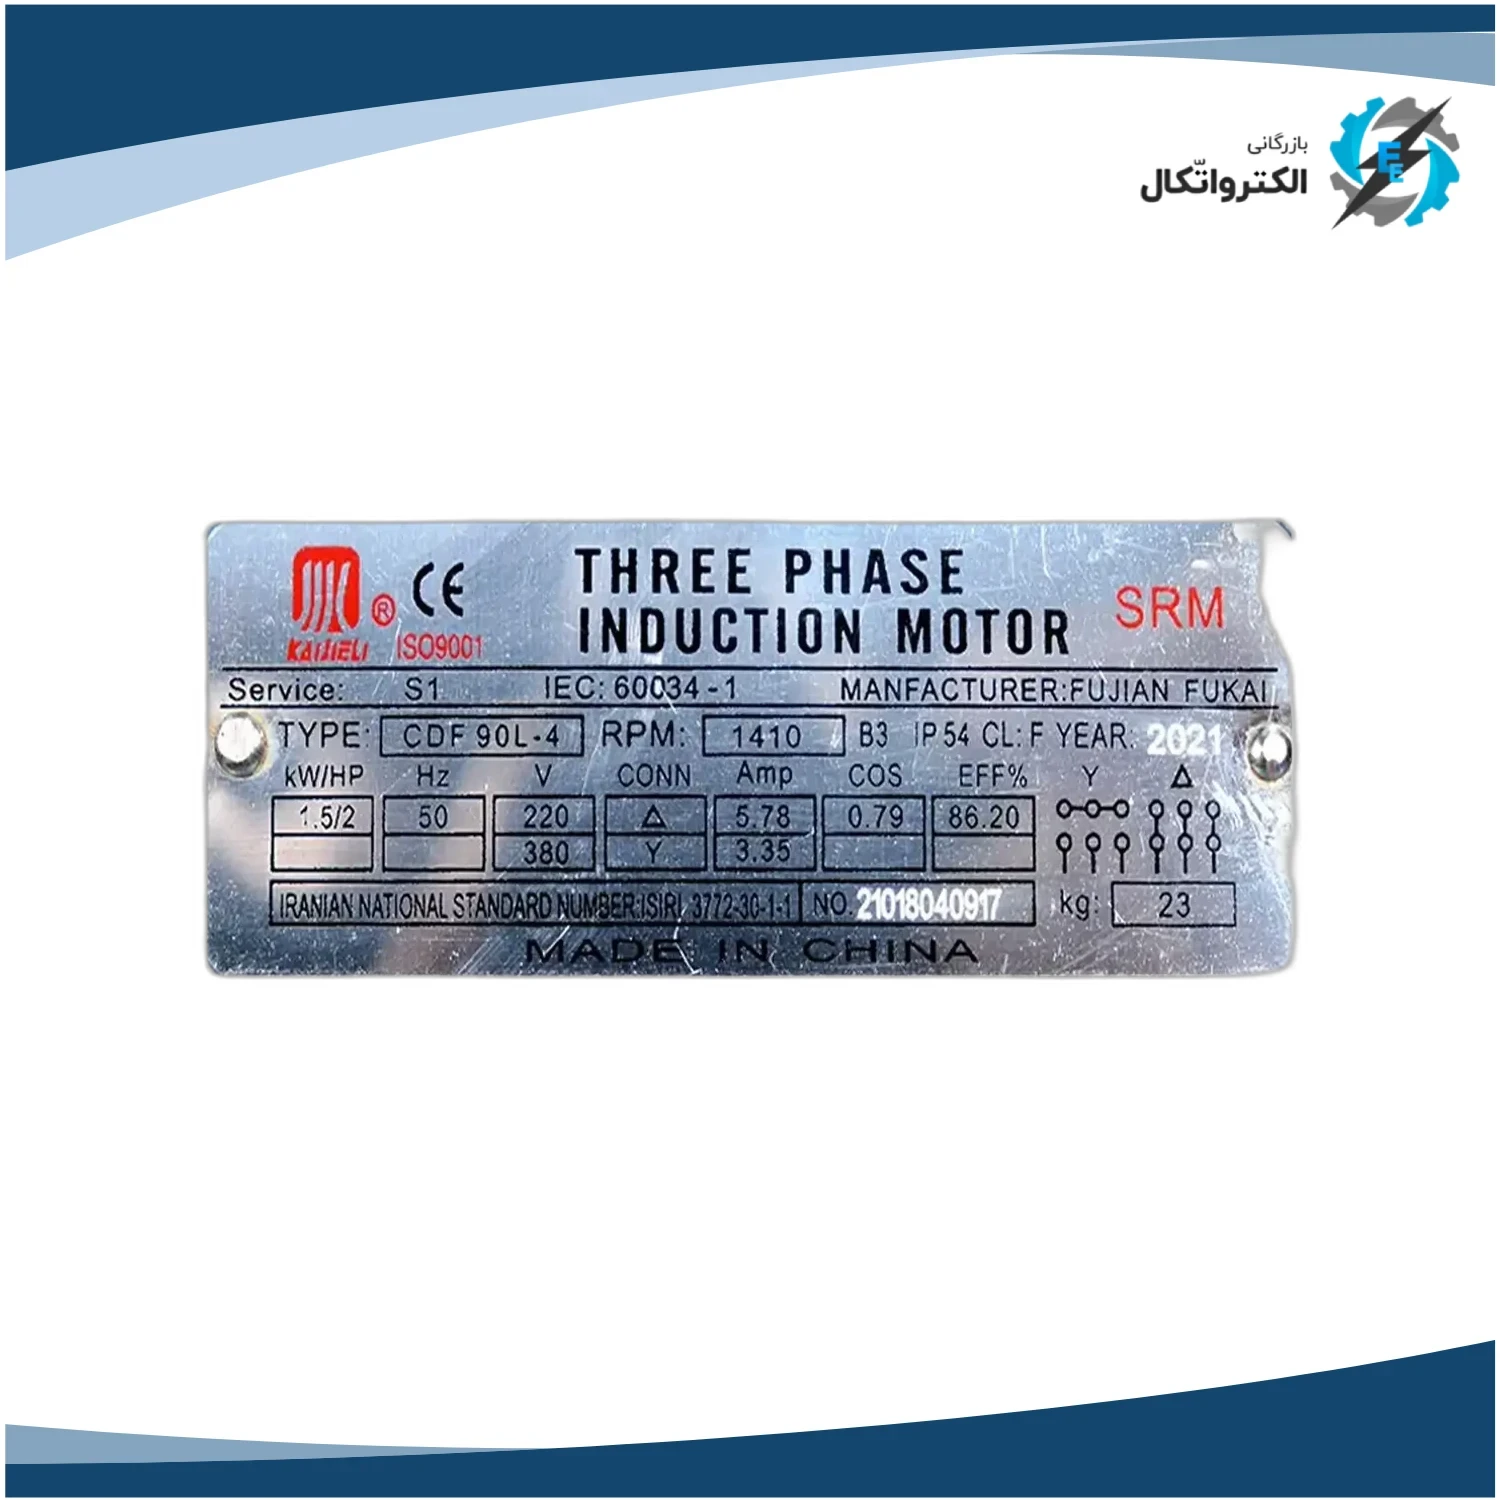 بازرگانی
الکترواتّکال
EE
KAIJIELI ® CE ISO9001
THREE PHASE
INDUCTION MOTOR
SRM
Service: S1 IEC: 60034-1 MANFACTURER:FUJIAN FUKAI
TYPE: CDF 90L-4 RPM: 1410 B3 IP54 CL: F YEAR: 2021
kW/HP Hz V CONN Amp COS EFF% Y Δ
1.5/2 50 220 Δ 5.78 0.79 86.20
380 Y 3.35
IRANIAN NATIONAL STANDARD NUMBER:ISIRI 3772-30-1-1 NO. 21018040917 kg: 23
MADE IN CHINA